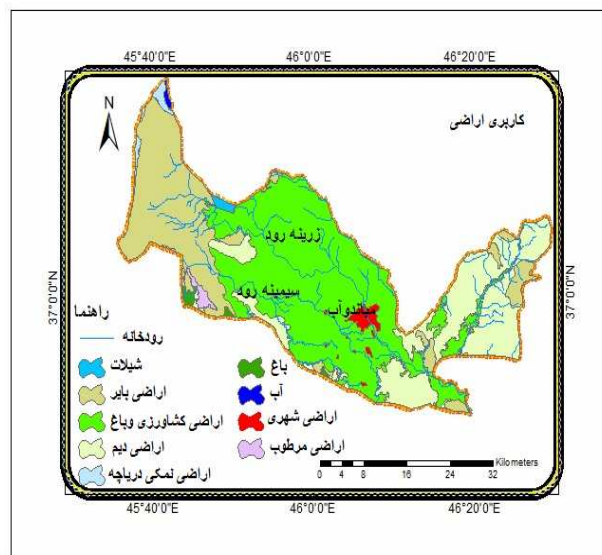 45°40'0"E 46°0'0"E 46°20'0"E
N
کاربری اراضی
زرینه رود
سیمینه رود
میاندوآب
37°0'0"N
37°0'0"N
راهنما
رودخانه
شیلات
باغ
اراضی بایر
آب
اراضی کشاورزی وباغ
اراضی شهری
اراضی دیم
اراضی مرطوب
اراضی نمکی دریاچه
Kilometers
0 2 4 8 16 24 32
45°40'0"E 46°0'0"E 46°20'0"E